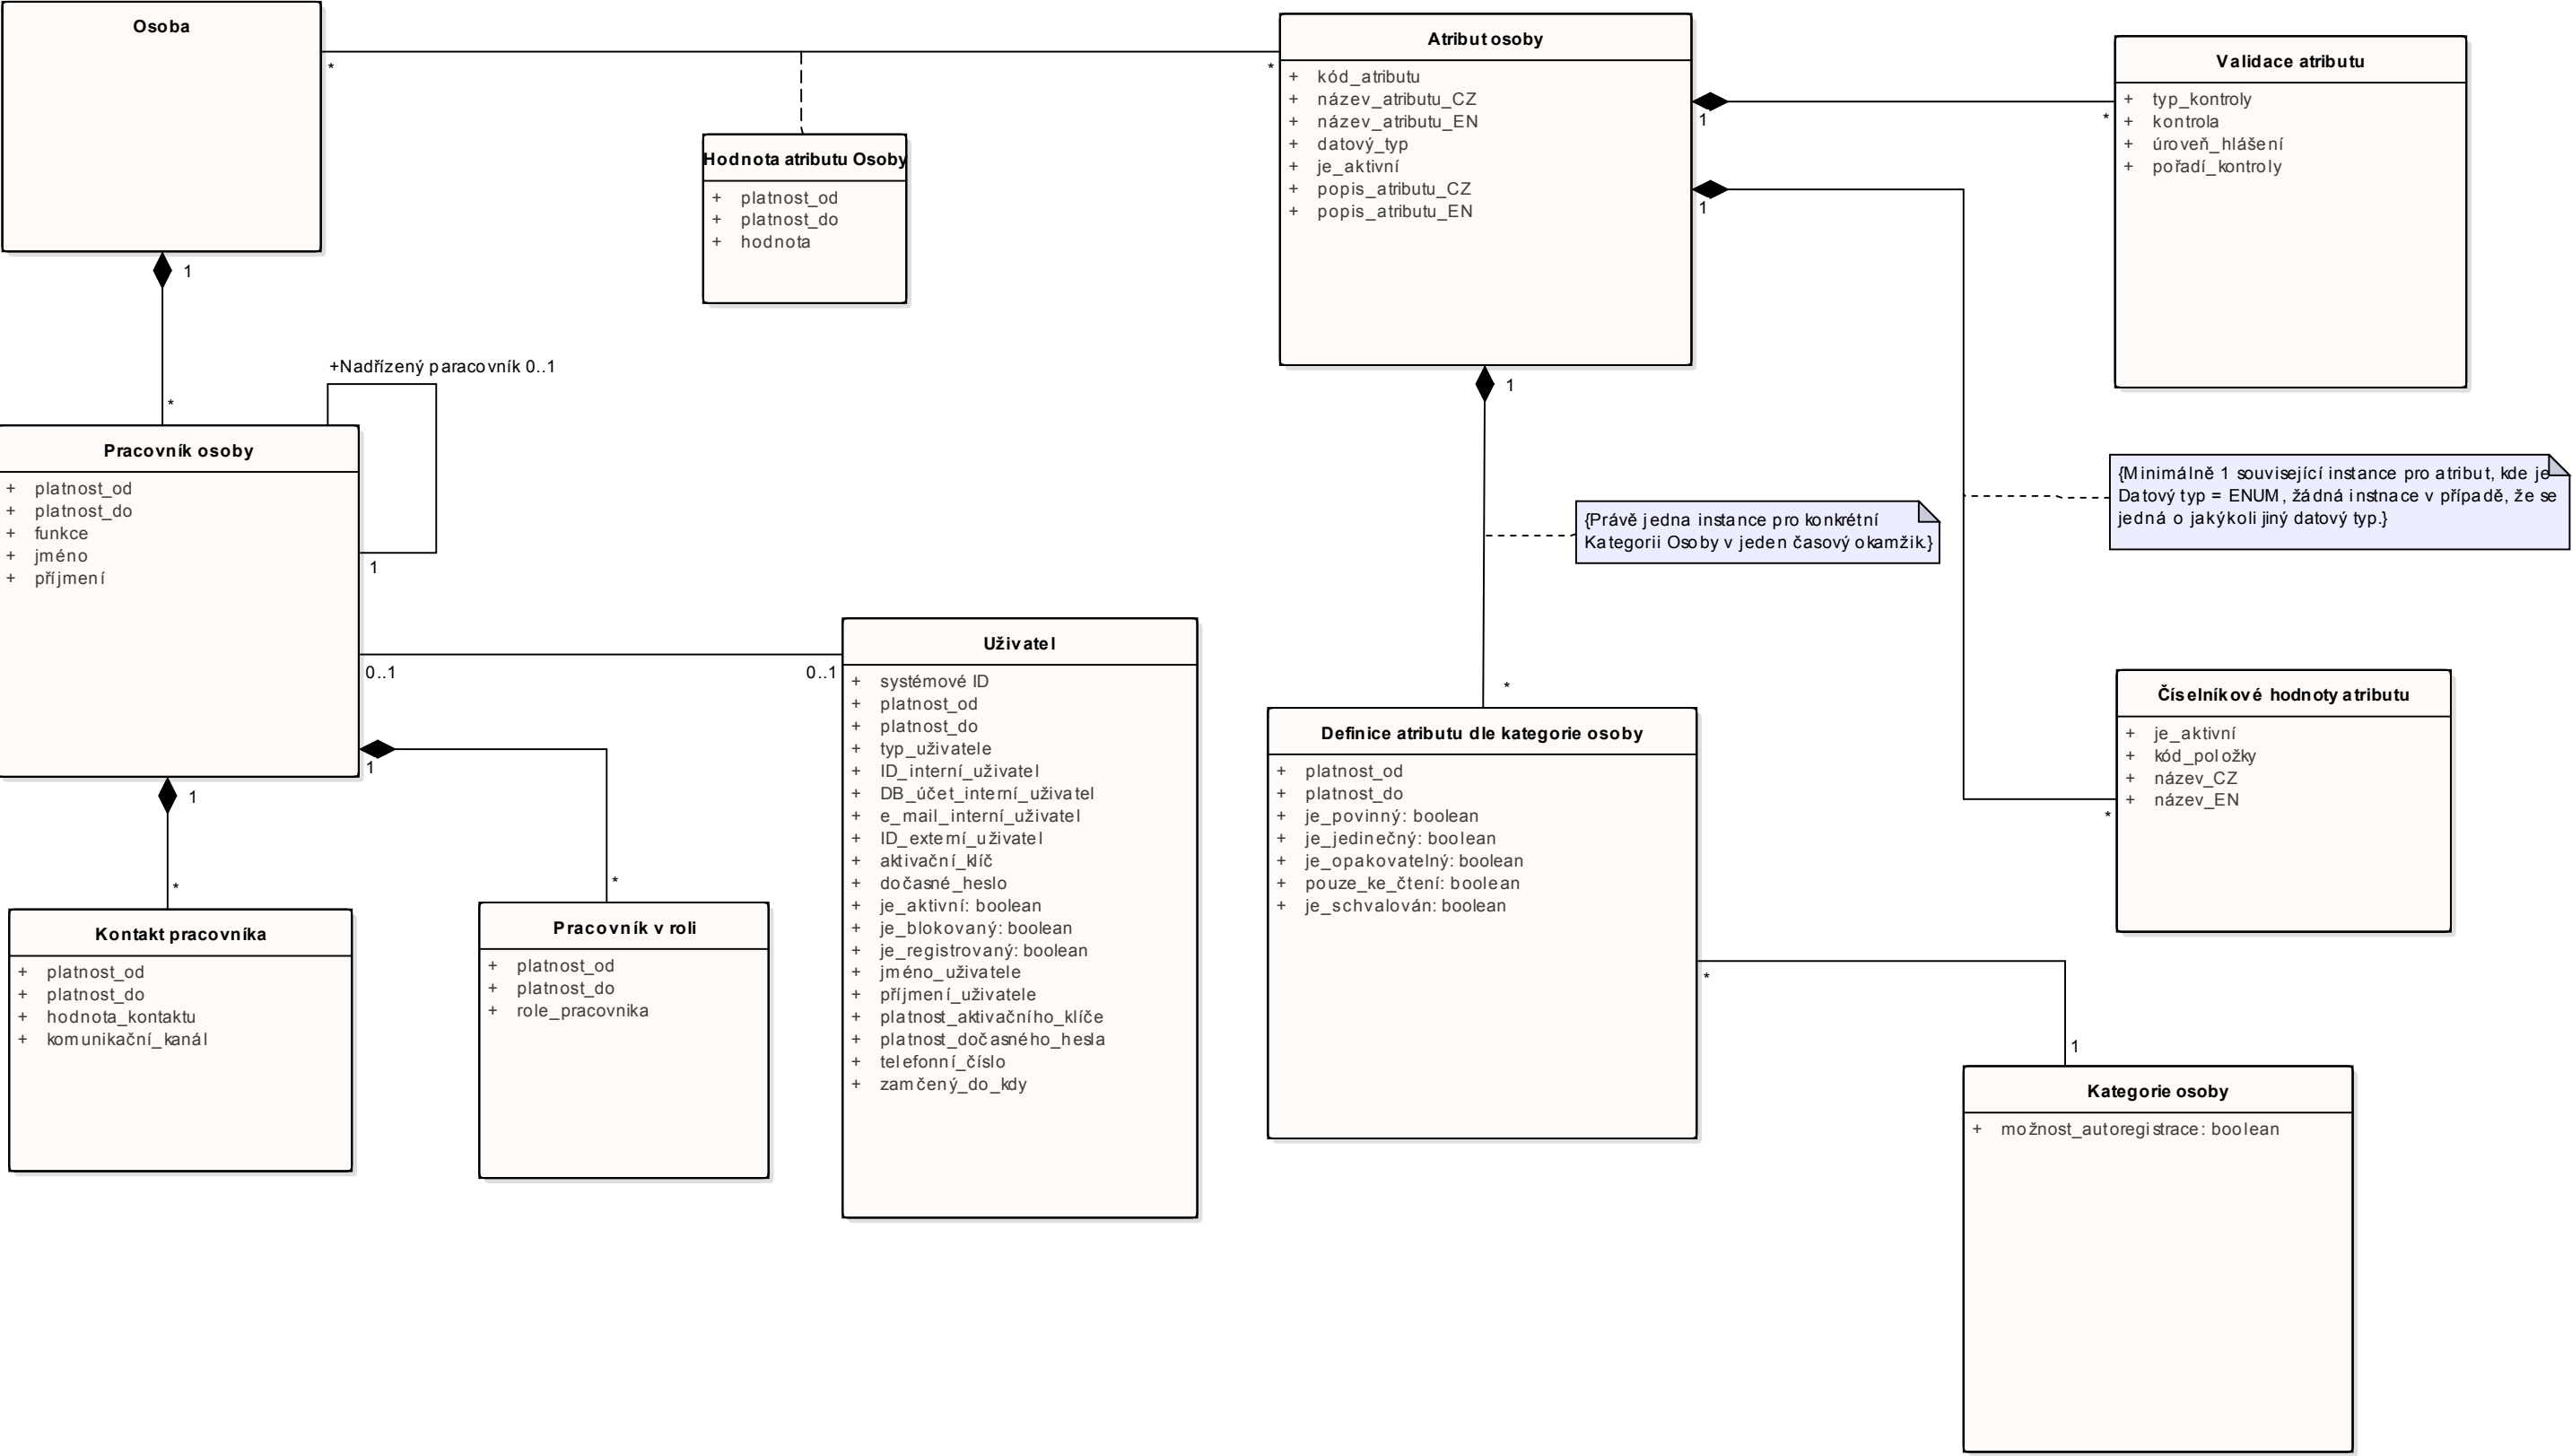 Osoba
*
*
Hodnota atributu Osoby
+ platnost_od
+ platnost_do
+ hodnota
Atribut osoby
+ kód_atributu
+ název_atributu_CZ
+ název_atributu_EN
+ datový_typ
+ je_aktivní
+ popis_atributu_CZ
+ popis_atributu_EN
1
*
1
Validace atributu
+ typ_kontroly
+ kontrola
+ úroveň_hlášení
+ pořadí_kontroly
1
*
+Nadřízený paracovník 0..1
1
Pracovník osoby
+ platnost_od
+ platnost_do
+ funkce
+ jméno
+ příjmení
0..1
0..1
1
*
1
*
1
*
{Právě jedna instance pro konkrétní
Kategorii Osoby v jeden časový okamžik.}
{Minimálně 1 související instance pro atribut, kde je
Datový typ = ENUM, žádná instnace v případě, že se
jedná o jakýkoli jiný datový typ.}
Uživatel
+ systémové ID
+ platnost_od
+ platnost_do
+ typ_uživatele
+ ID_interní_uživatel
+ DB_účet_interní_uživatel
+ e_mail_interní_uživatel
+ ID_externí_uživatel
+ aktivační_klíč
+ dočasné_heslo
+ je_aktivní: boolean
+ je_blokovaný: boolean
+ je_registrovaný: boolean
+ jméno_uživatele
+ příjmení_uživatele
+ platnost_aktivačního_klíče
+ platnost_dočasného_hesla
+ telefonní_číslo
+ zamčený_do_kdy
Definice atributu dle kategorie osoby
+ platnost_od
+ platnost_do
+ je_povinný: boolean
+ je_jedinečný: boolean
+ je_opakovatelný: boolean
+ pouze_ke_čtení: boolean
+ je_schvalován: boolean
Číselníkové hodnoty atributu
+ je_aktivní
+ kód_položky
+ název_CZ
+ název_EN
*
Kontakt pracovníka
+ platnost_od
+ platnost_do
+ hodnota_kontaktu
+ komunikační_kanál
Pracovník v roli
+ platnost_od
+ platnost_do
+ role_pracovnika
*
1
Kategorie osoby
+ možnost_autoregistrace: boolean